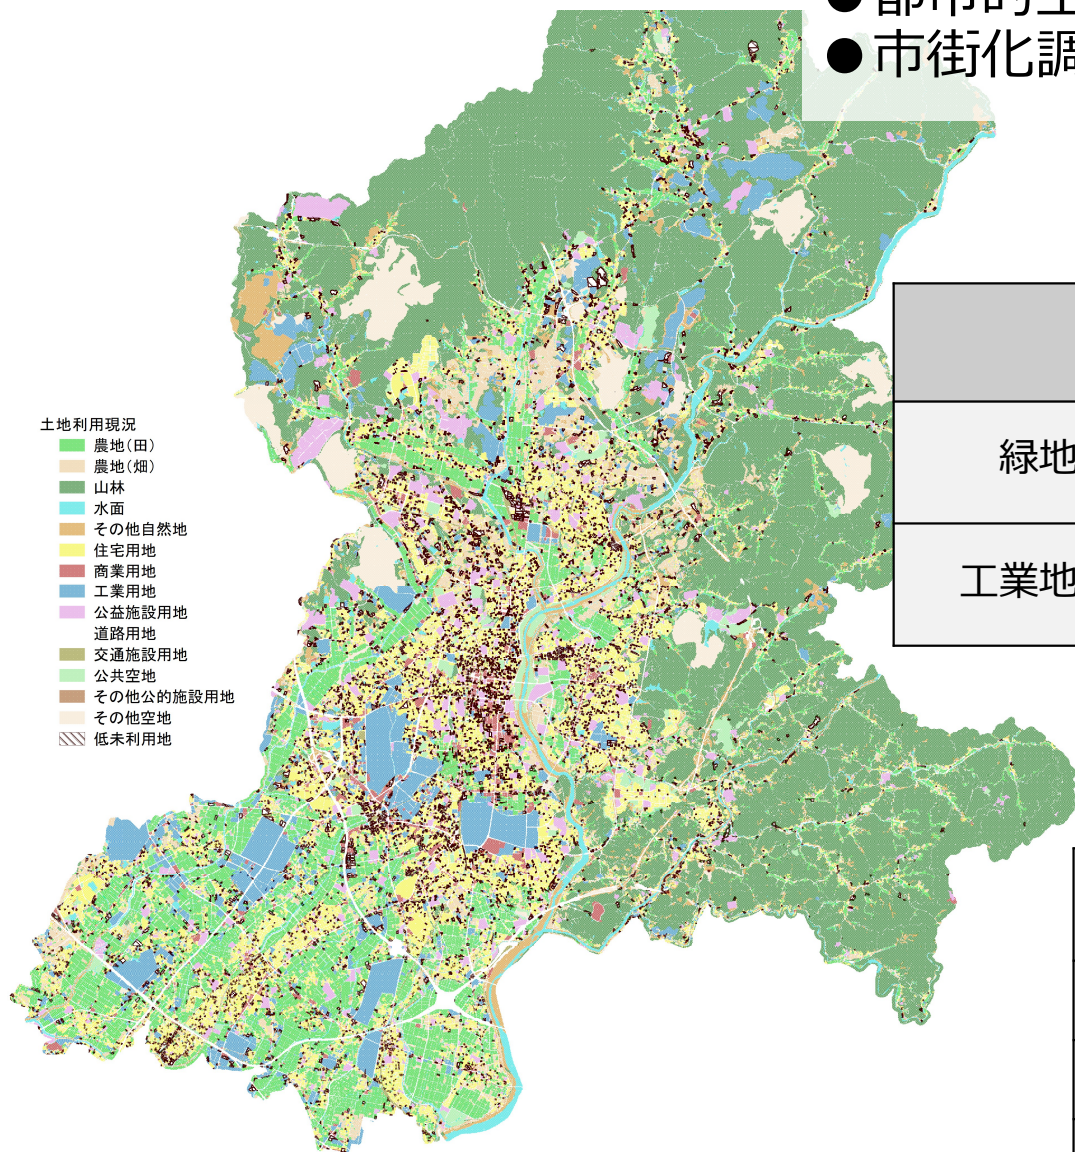 ●都市的土
●市街化調
緑地
工業地
土地利用現況
農地(田)
農地(畑)
山林
水面
その他自然地
住宅用地
商業用地
工業用地
公益施設用地
道路用地
交通施設用地
公共空地
その他公的施設用地
その他空地
低未利用地